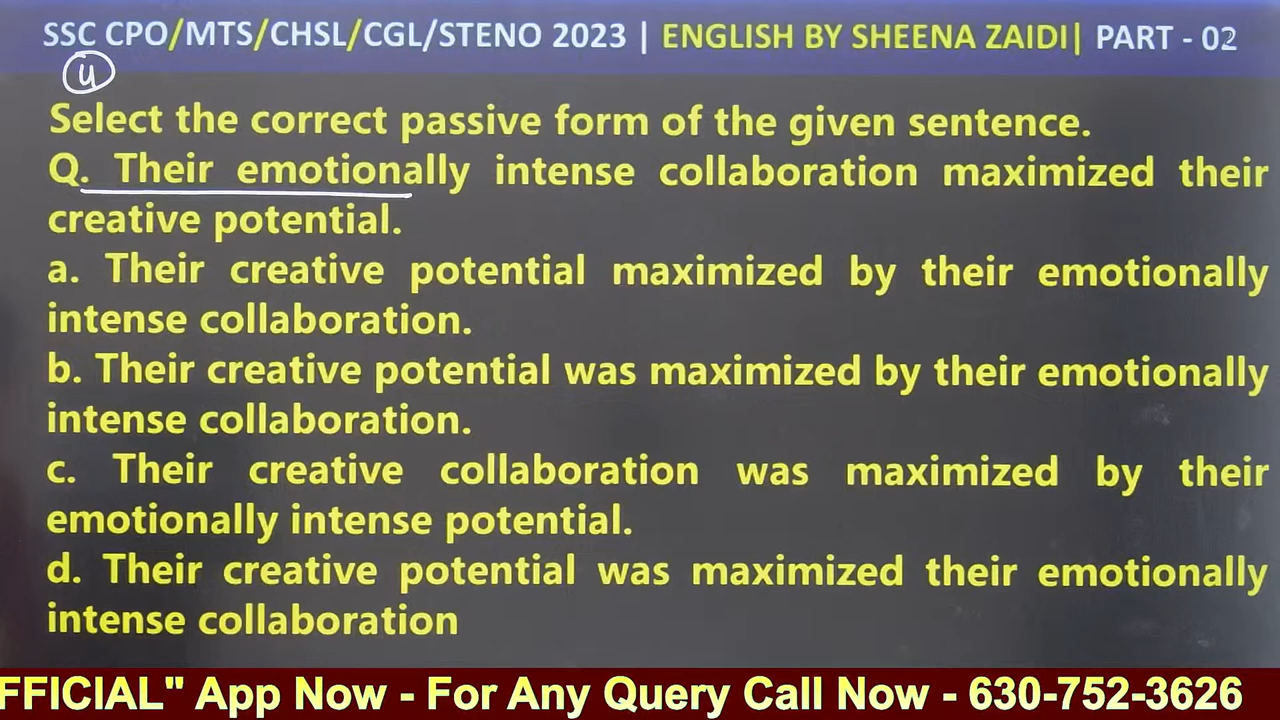 SSC CPO/MTS/CHSL/CGL/STENO 2023 | ENGLISH BY SHEENA ZAIDI| PART - 02
Select the correct passive form of the given sentence.
Q. Their emotionally intense collaboration maximized their
creative potential.
a. Their creative potential maximized by their emotionally
intense collaboration.
b. Their creative potential was maximized by their emotionally
intense collaboration.
c. Their creative collaboration was maximized by their
emotionally intense potential.
d. Their creative potential was maximized their emotionally
intense collaboration
FFICIAL" App Now - For Any Query Call Now - 630-752-3626